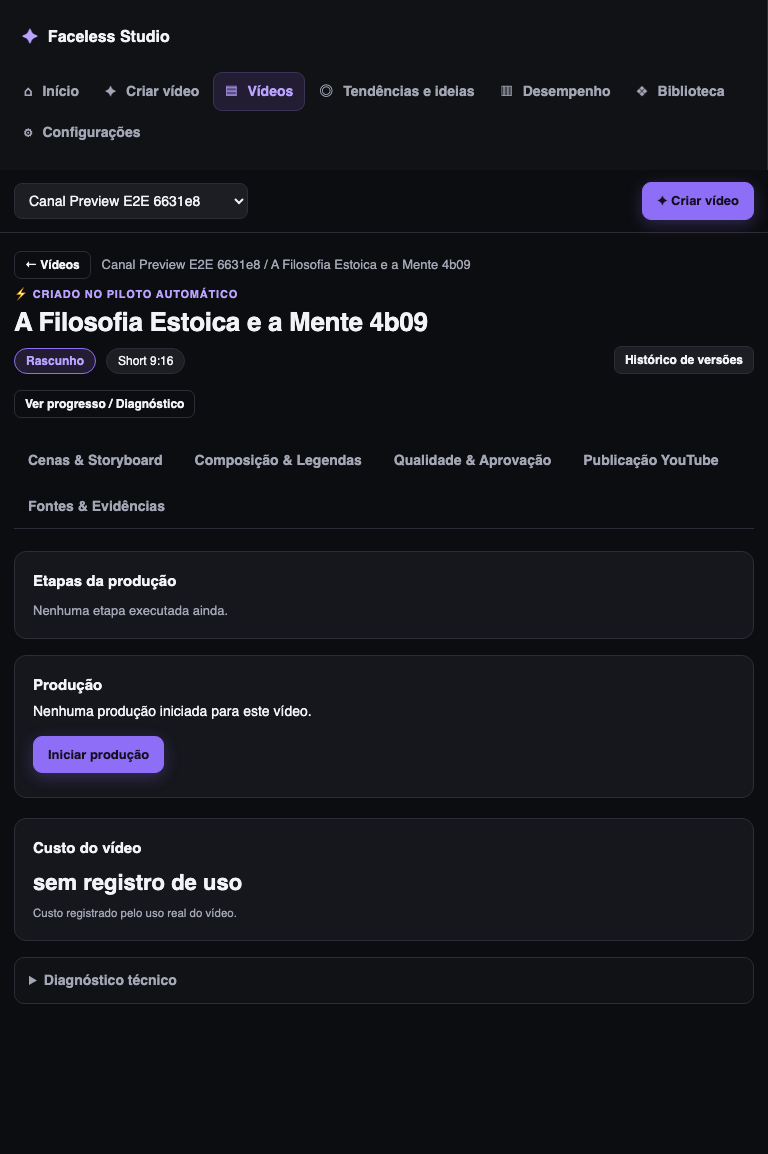 Faceless Studio
Início
Criar vídeo
Vídeos
Tendências e ideias
Desempenho
Biblioteca
Configurações
Canal Preview E2E 6631e8
✦ Criar vídeo
← Vídeos
Canal Preview E2E 6631e8 / A Filosofia Estoica e a Mente 4b09
⚡ CRIADO NO PILOTO AUTOMÁTICO
A Filosofia Estoica e a Mente 4b09
Rascunho
Short 9:16
Histórico de versões
Ver progresso / Diagnóstico
Cenas & Storyboard
Composição & Legendas
Qualidade & Aprovação
Publicação YouTube
Fontes & Evidências
Etapas da produção
Nenhuma etapa executada ainda.
Produção
Nenhuma produção iniciada para este vídeo.
Iniciar produção
Custo do vídeo
sem registro de uso
Custo registrado pelo uso real do vídeo.
Diagnóstico técnico